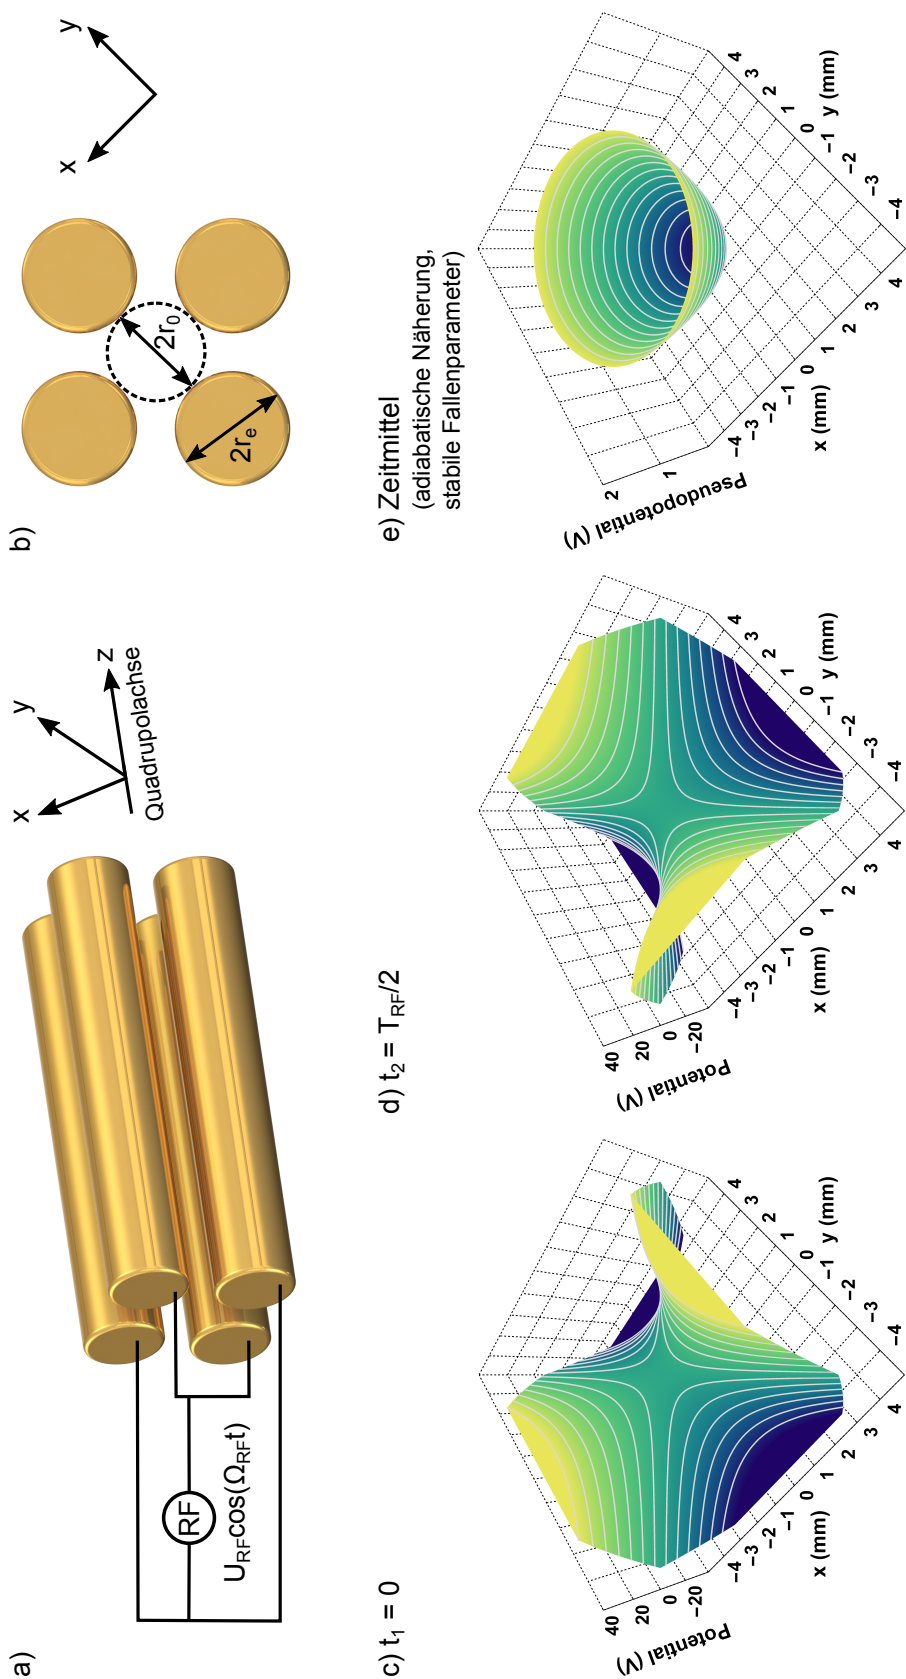 a)
RF
U_RF cos(Ω_RF t)
x
y
z
Quadrupolachse
b)
2r_e
2r_0
x
y
c) t_1 = 0
Potential (V)
40
20
0
−20
−4
−3
−2
−1
0
1
2
3
4
x (mm)
−4
−3
−2
−1
0
1
2
3
4
y (mm)
d) t_2 = T_RF/2
Potential (V)
40
20
0
−20
−4
−3
−2
−1
0
1
2
3
4
x (mm)
−4
−3
−2
−1
0
1
2
3
4
y (mm)
e) Zeitmittel
(adiabatische Näherung,
stabile Fallenparameter)
Pseudopotential (V)
2
1
−4
−3
−2
−1
0
1
2
3
4
x (mm)
−4
−3
−2
−1
0
1
2
3
4
y (mm)